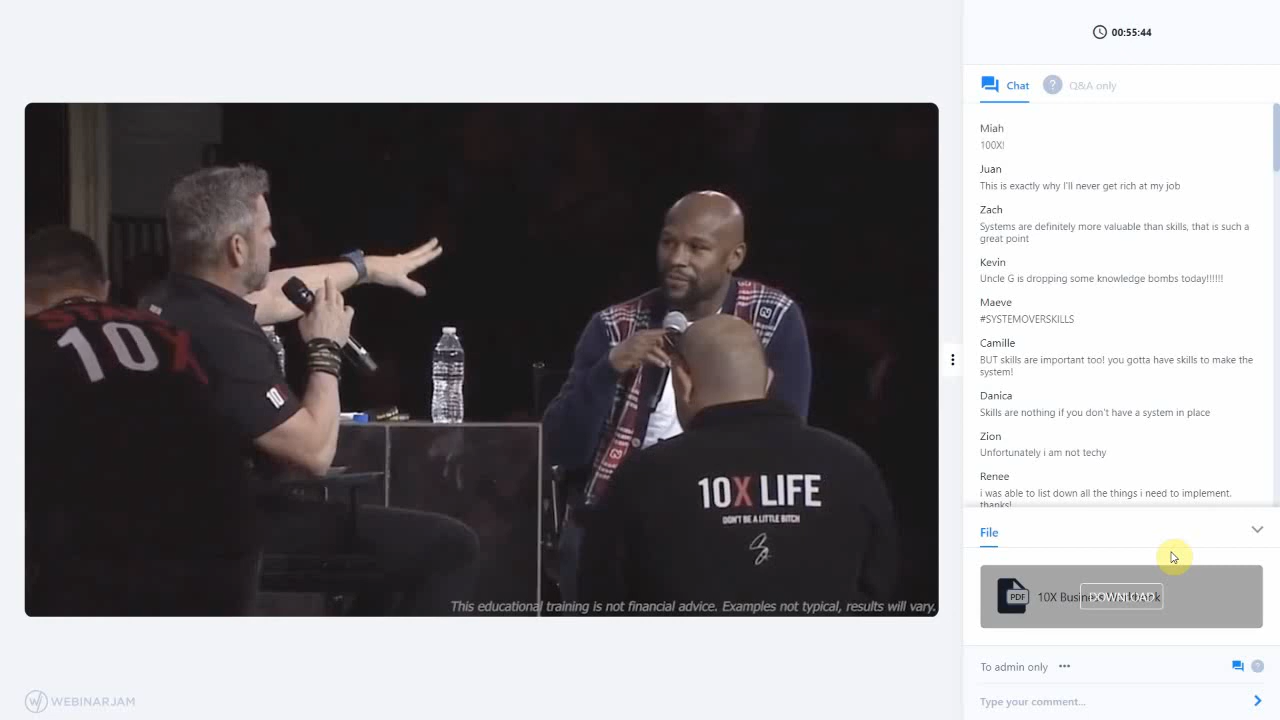 00:55:44
Chat
? Q&A only
Miah
100X!
Juan
This is exactly why I'll never get rich at my job
Zach
Systems are definitely more valuable than skills, that is such a
great point
Kevin
Uncle G is dropping some knowledge bombs today!!!!!!
Maeve
#SYSTEMOVERSKILLS
Camille
BUT skills are important too! you gotta have skills to make the
system!
Danica
Skills are nothing if you don't have a system in place
Zion
Unfortunately i am not techy
Renee
i was able to list down all the things i need to implement.
thanks!
10X
10
10X LIFE
DON'T BE A LITTLE BITCH
This educational training is not financial advice. Examples not typical, results will vary.
File
PDF
10X
DOWNLOAD
To admin only
?
Type your comment...
WEBINARJAM